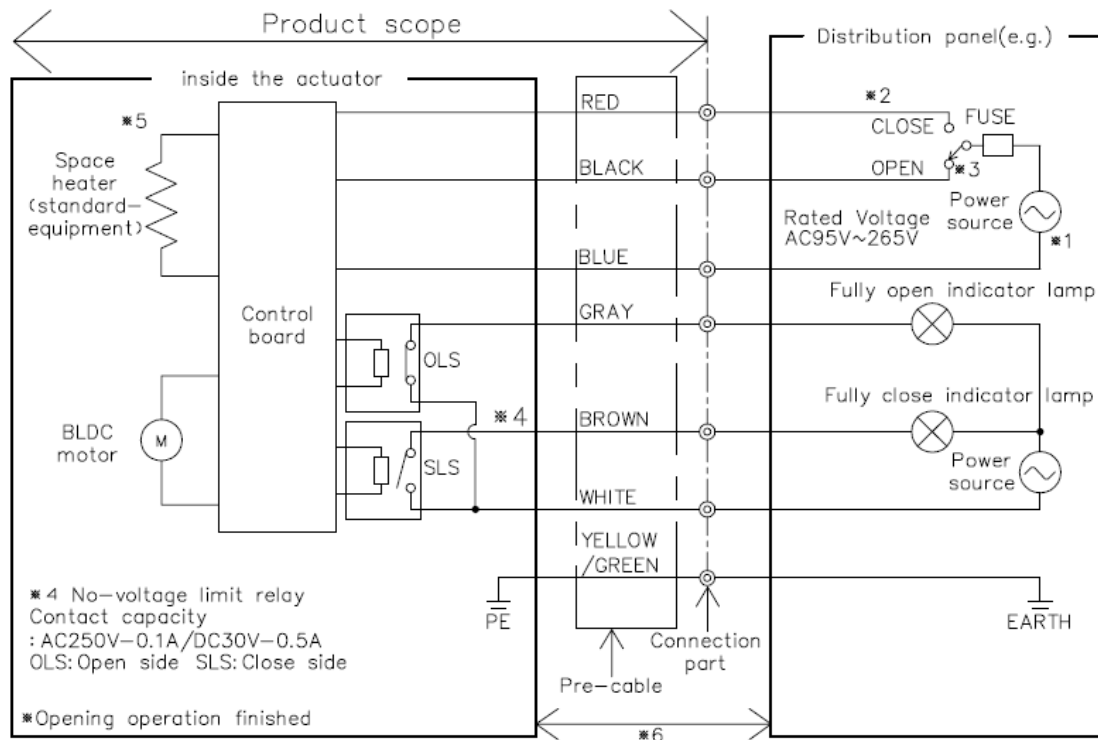 Product scope
Distribution panel(e.g.)
inside the actuator
RED
※2
※5
CLOSE
FUSE
Space
heater
(standard-
equipment)
BLACK
OPEN
※3
Power
source
Rated Voltage
AC95V~265V
※1
BLUE
Fully open indicator lamp
Control
board
GRAY
OLS
Fully close indicator lamp
※4
BROWN
BLDC
motor
M
SLS
Power
source
WHITE
YELLOW
/GREEN
※4 No-voltage limit relay
Contact capacity
:AC250V-0.1A/DC30V-0.5A
OLS:Open side SLS:Close side
PE
Connection
part
EARTH
Pre-cable
※Opening operation finished
※6